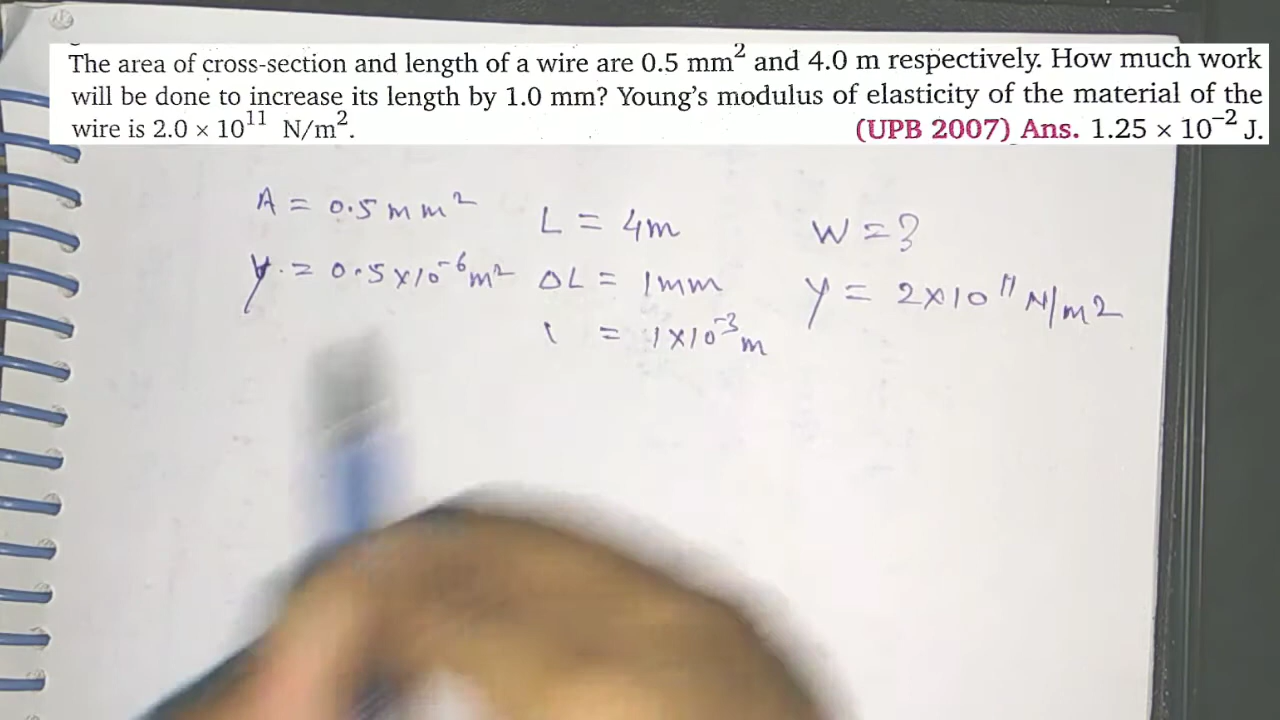 The area of cross-section and length of a wire are 0.5 mm² and 4.0 m respectively. How much work
will be done to increase its length by 1.0 mm? Young's modulus of elasticity of the material of the
wire is 2.0 × 10¹¹ N/m². (UPB 2007) Ans. 1.25 × 10⁻² J.
A = 0.5 mm² L = 4m W = ?
= 0.5×10⁻⁶ m² ΔL = 1mm Y = 2×10¹¹ N/m2
= 1×10⁻³ m